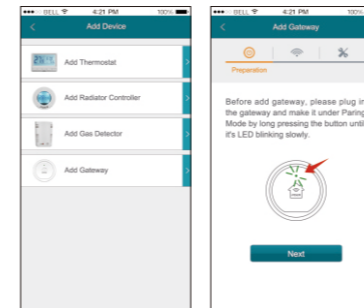 BELL 4:21 PM 100%
Add Device
Add Thermostat
Add Radiator Controller
Add Gas Detector
Add Gateway
BELL 4:21 PM 100%
Add Gateway
Preparation
Before add gateway, please plug in
the gateway and make it under Paring
Mode by long pressing the button until
it's LED blinking slowly.
Next